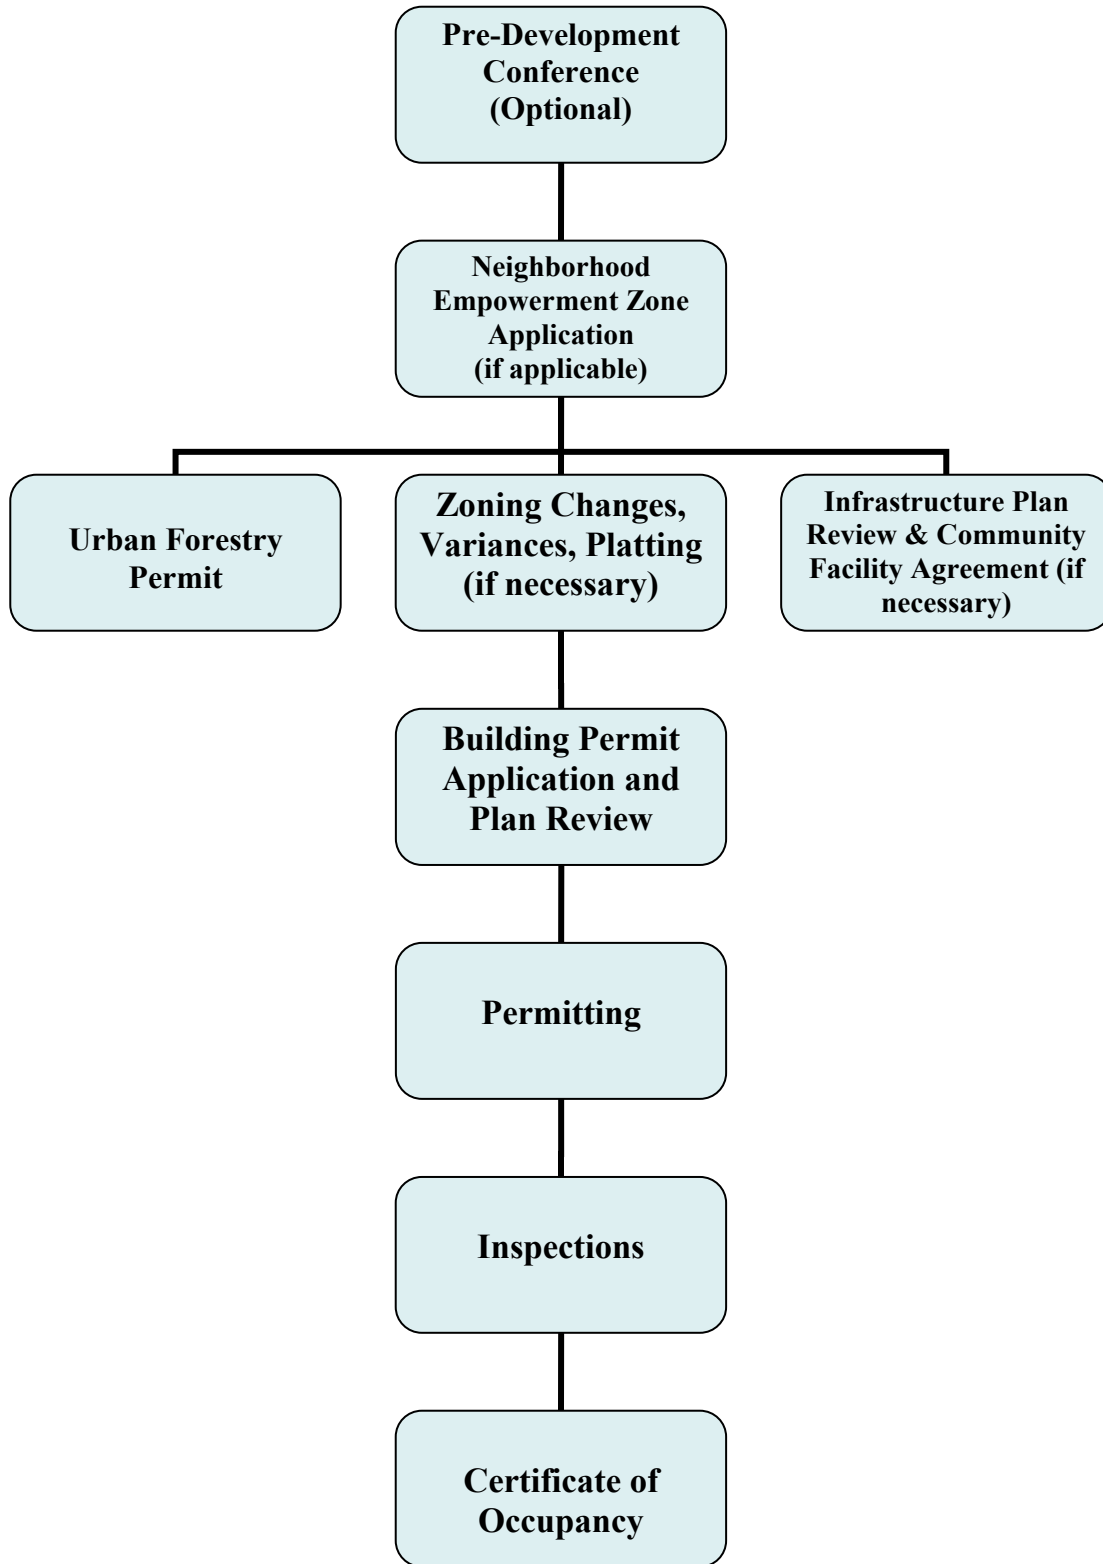 Pre-Development
Conference
(Optional)
Neighborhood
Empowerment Zone
Application
(if applicable)
Urban Forestry
Permit
Zoning Changes,
Variances, Platting
(if necessary)
Infrastructure Plan
Review & Community
Facility Agreement (if
necessary)
Building Permit
Application and
Plan Review
Permitting
Inspections
Certificate of
Occupancy